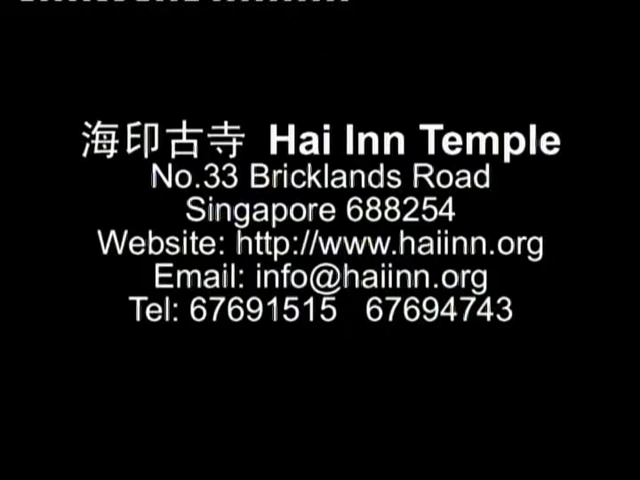 海印古寺 Hai Inn Temple
No.33 Bricklands Road
Singapore 688254
Website: http://www.haiinn.org
Email: info@haiinn.org
Tel: 67691515 67694743